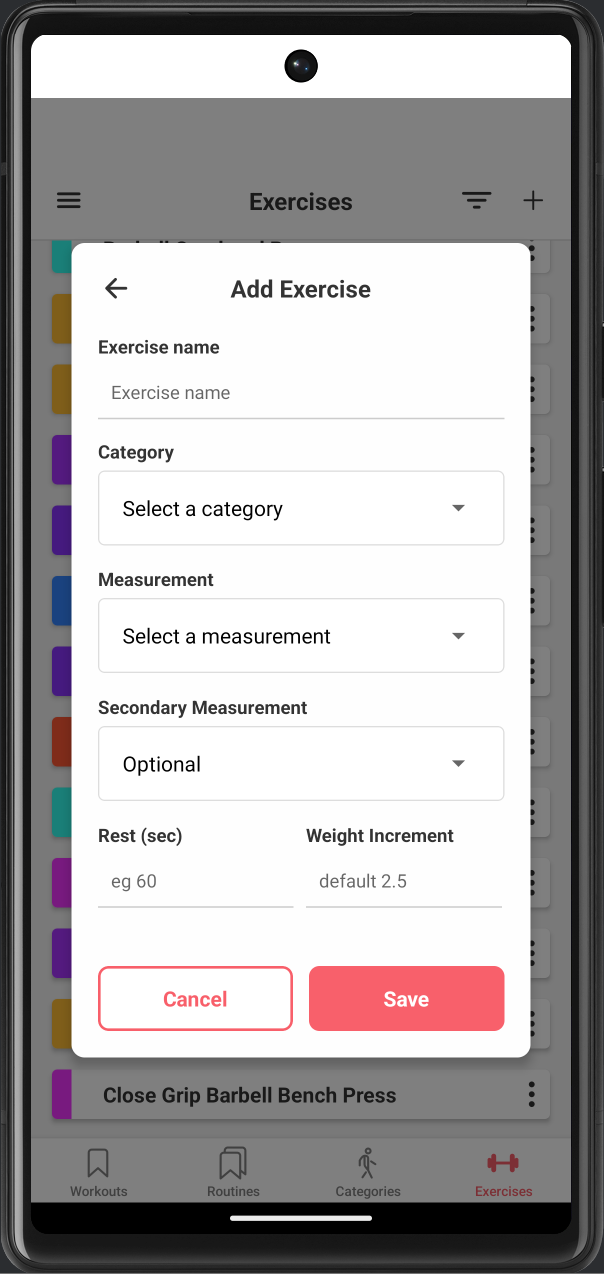 Exercises
Add Exercise
Exercise name
Exercise name
Category
Select a category
Measurement
Select a measurement
Secondary Measurement
Optional
Rest (sec) Weight Increment
eg 60 default 2.5
Cancel Save
Close Grip Barbell Bench Press
Workouts Routines Categories Exercises